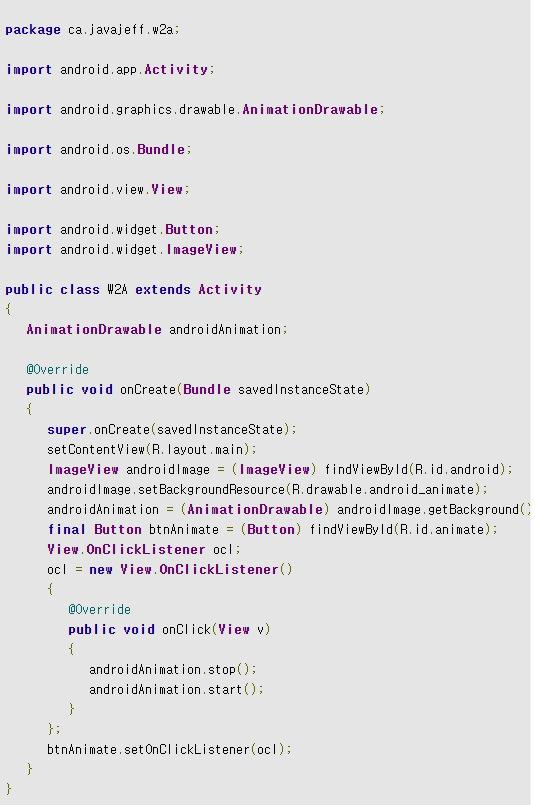 package ca.javajeff.w2a;
import android.app.Activity;
import android.graphics.drawable.AnimationDrawable;
import android.os.Bundle;
import android.view.View;
import android.widget.Button;
import android.widget.ImageView;
public class W2A extends Activity
{
AnimationDrawable androidAnimation;
@Override
public void onCreate(Bundle savedInstanceState)
{
super.onCreate(savedInstanceState);
setContentView(R.layout.main);
ImageView androidImage = (ImageView) findViewById(R.id.android);
androidImage.setBackgroundResource(R.drawable.android_animate);
androidAnimation = (AnimationDrawable) androidImage.getBackground()
final Button btnAnimate = (Button) findViewById(R.id.animate);
View.OnClickListener ocl;
ocl = new View.OnClickListener()
{
@Override
public void onClick(View v)
{
androidAnimation.stop();
androidAnimation.start();
}
};
btnAnimate.setOnClickListener(ocl);
}
}